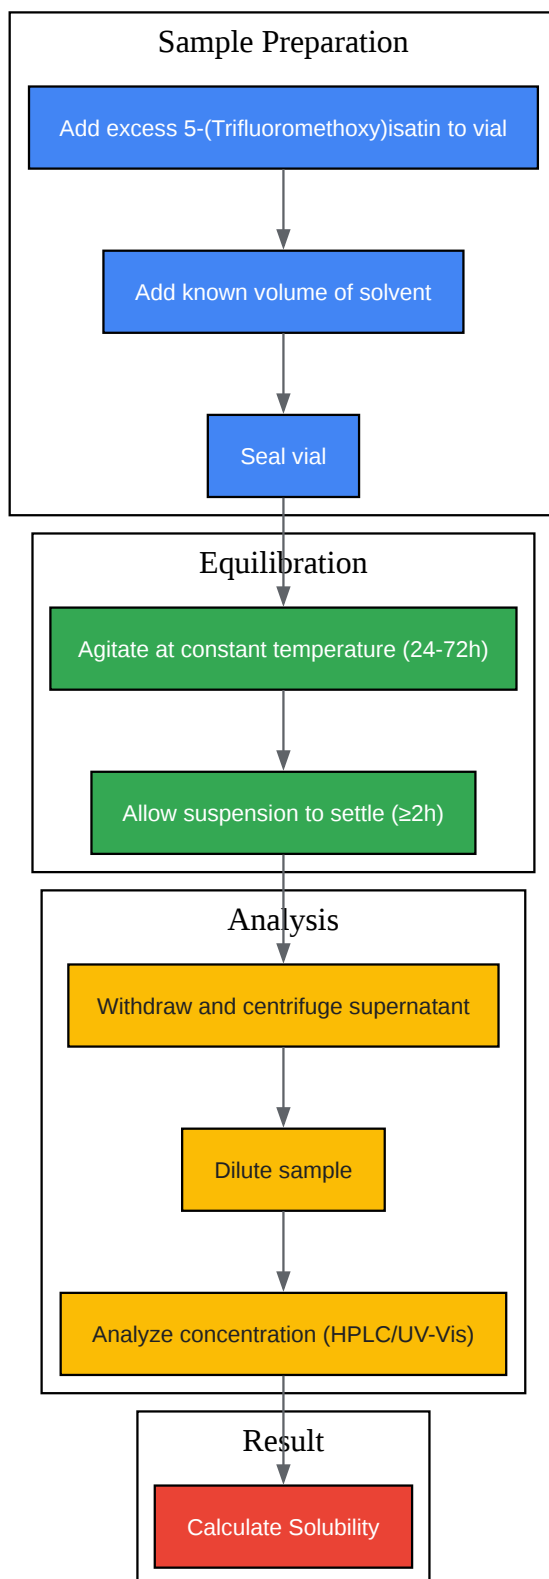 Sample Preparation
Add excess 5-(Trifluoromethoxy)isatin to vial
Add known volume of solvent
Seal vial
Equilibration
Agitate at constant temperature (24-72h)
Allow suspension to settle (≥2h)
Analysis
Withdraw and centrifuge supernatant
Dilute sample
Analyze concentration (HPLC/UV-Vis)
Result
Calculate Solubility